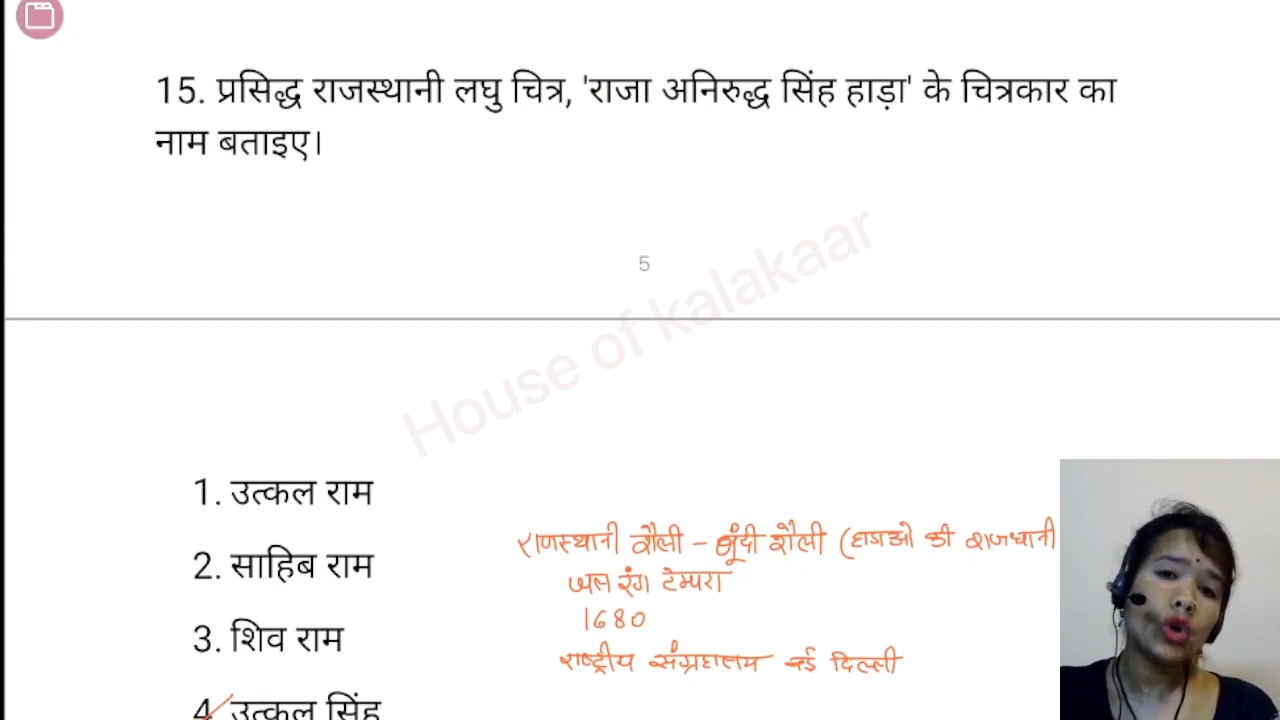 15. प्रसिद्ध राजस्थानी लघु चित्र, 'राजा अनिरुद्ध सिंह हाड़ा' के चित्रकार का
नाम बताइए।
5
House of kalakaar
1. उत्कल राम
2. साहिब राम
3. शिव राम
4. उत्कल सिंह
राजस्थानी शैली – बूंदी शैली (हाडाओ की राजधानी
जल रंग टेम्परा
1680
राष्ट्रीय संग्रहालय नई दिल्ली